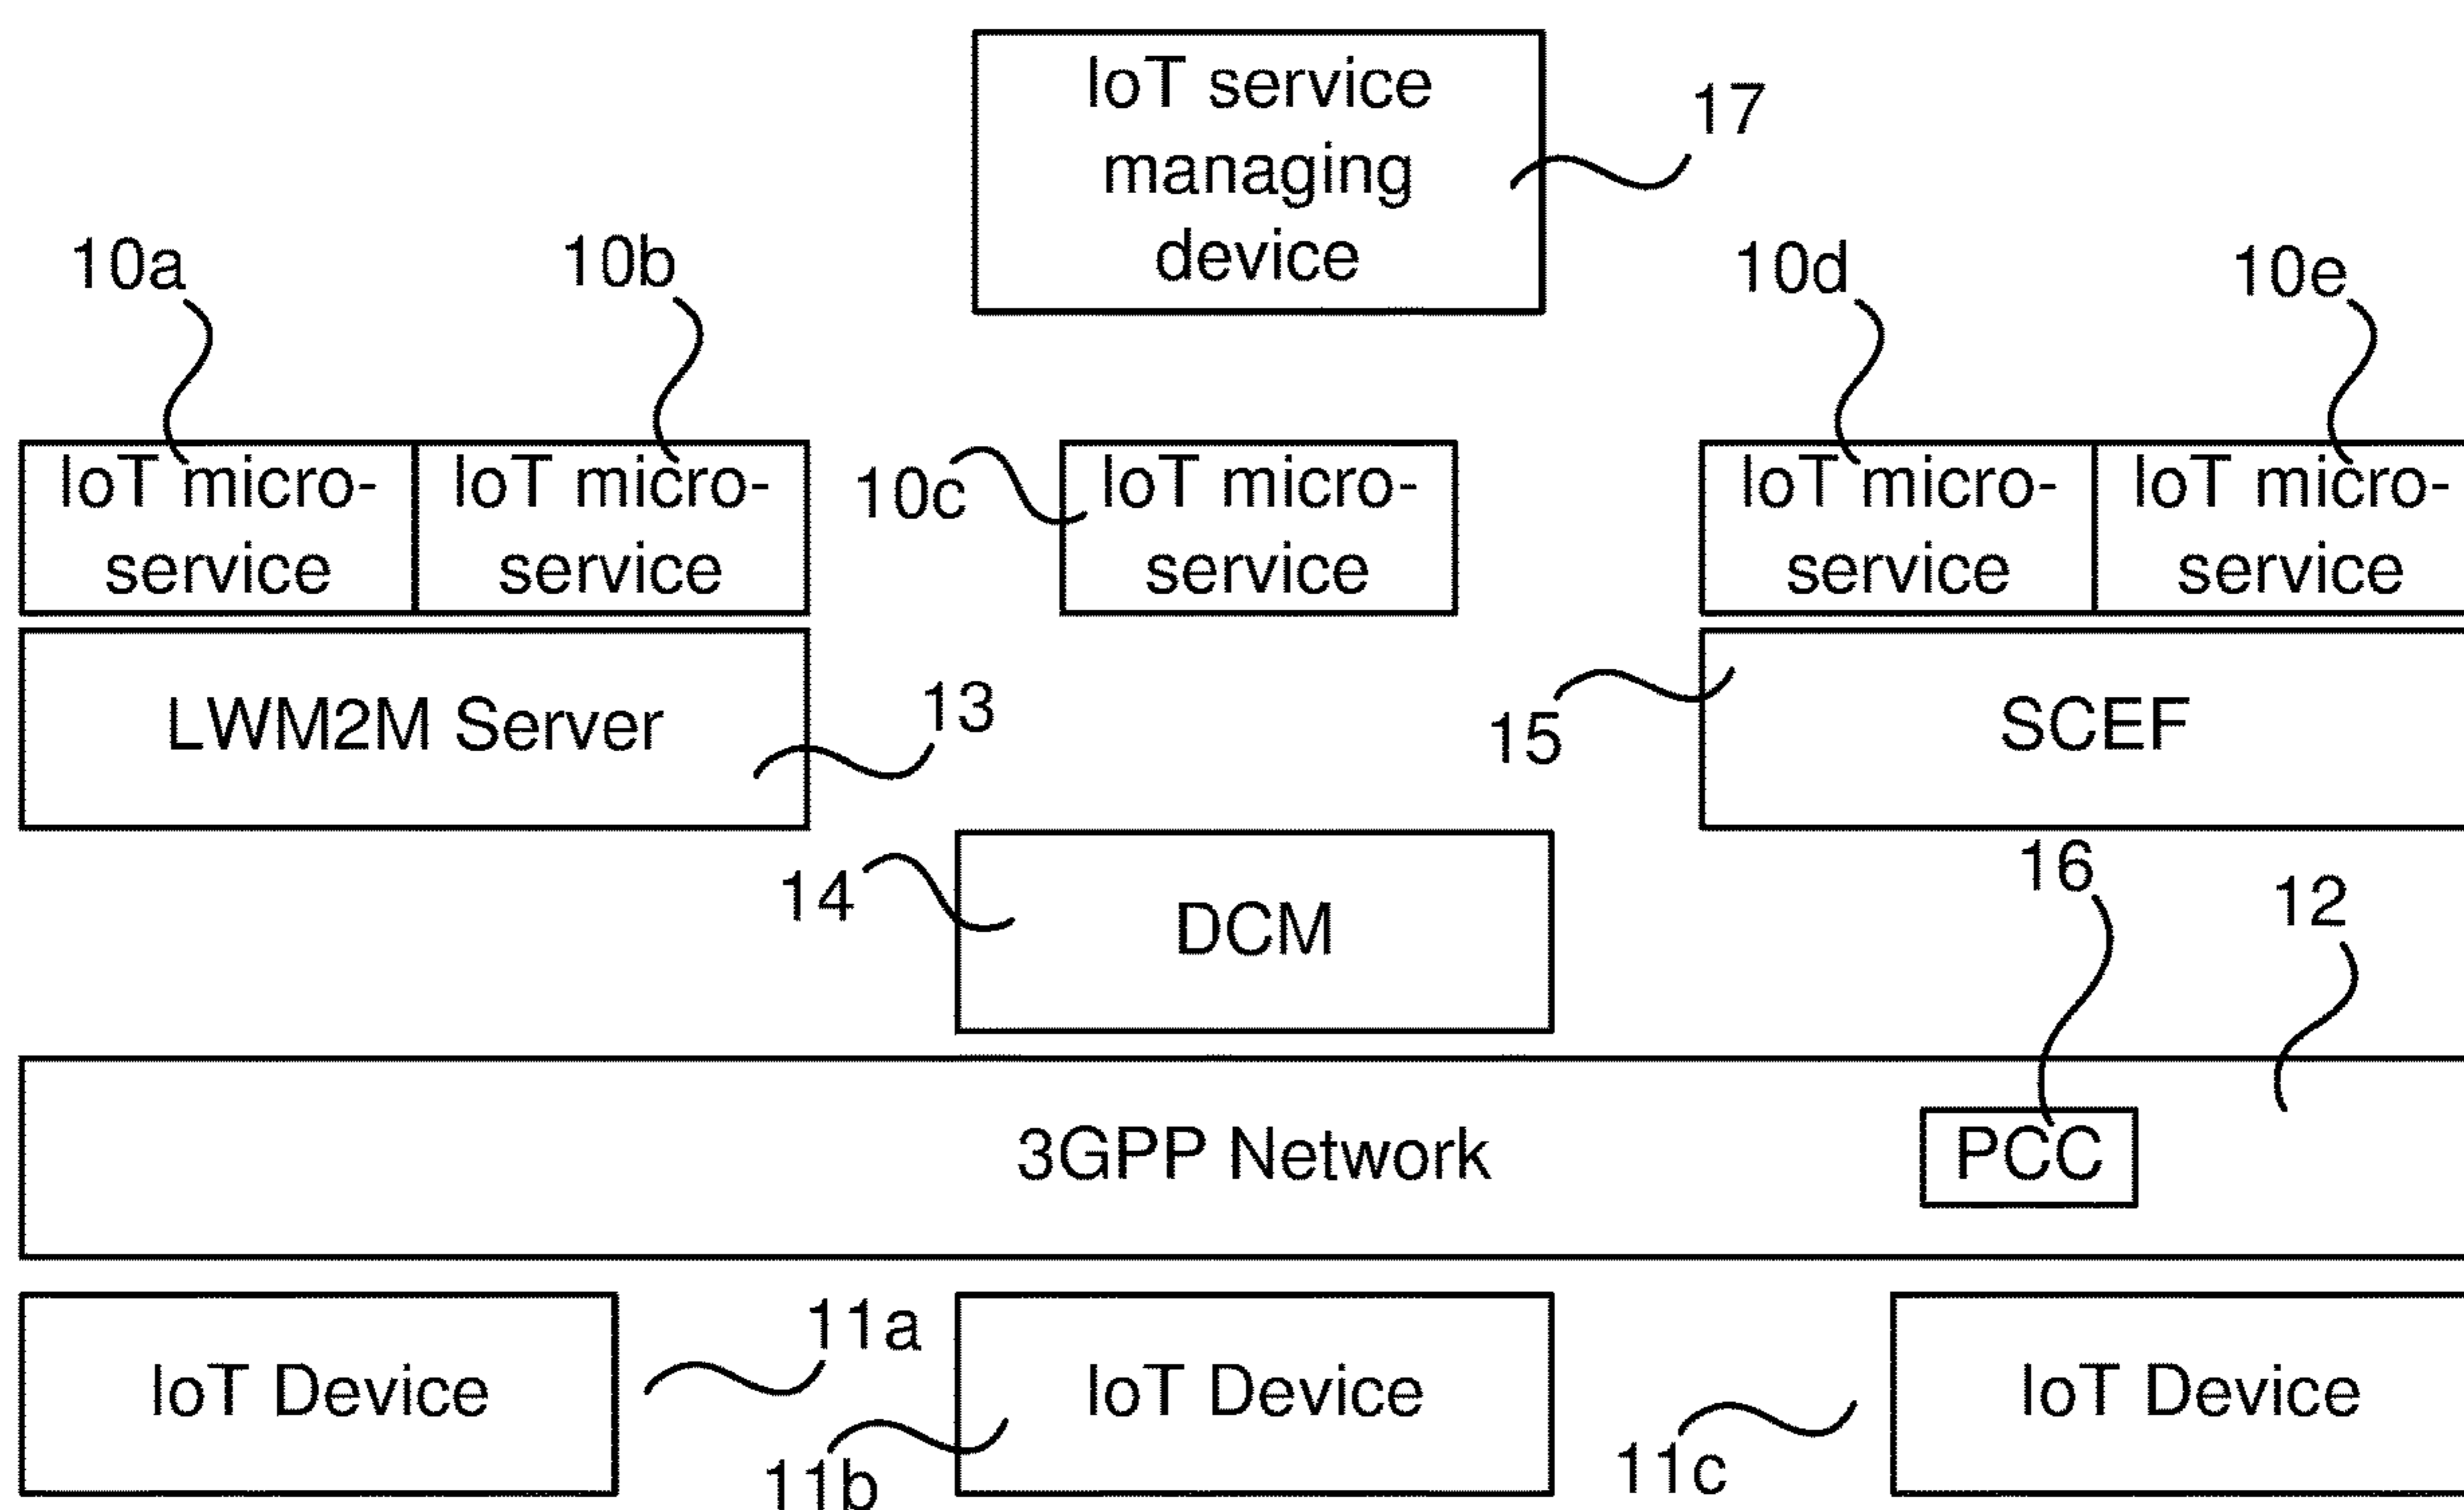 IoT service
managing
device
17
10a
10b
10d
10e
IoT micro-
service
IoT micro-
service
10c
IoT micro-
service
IoT micro-
service
IoT micro-
service
LWM2M Server
13
15
SCEF
14
DCM
16
12
3GPP Network
PCC
IoT Device
11a
11b
IoT Device
11c
IoT Device